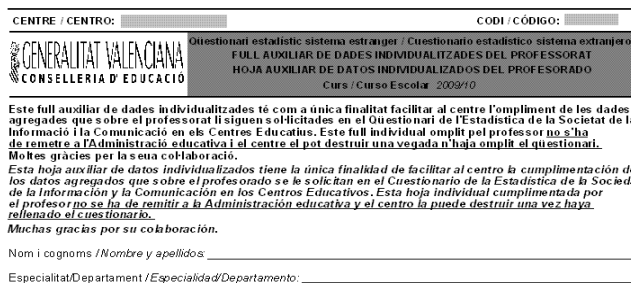 CENTRE / CENTRO:
CODI / CÓDIGO:
GENERALITAT VALENCIANA
CONSELLERIA D'EDUCACIÓ
Qüestionari estadístic sistema estranger / Cuestionario estadístico sistema extranjero
FULL AUXILIAR DE DADES INDIVIDUALITZADES DEL PROFESSORAT
HOJA AUXILIAR DE DATOS INDIVIDUALIZADOS DEL PROFESORADO
Curs / Curso Escolar 2009/10
Este full auxiliar de dades individualitzades té com a única finalitat facilitar al centre l'ompliment de les dades
agregades que sobre el professorat li siguen sol·licitades en el Qüestionari de l'Estadística de la Societat de la
Informació i la Comunicació en els Centres Educatius. Este full individual omplit pel professor no s'ha
de remetre a l'Administració educativa i el centre el pot destruir una vegada n'haja omplit el qüestionari.
Moltes gràcies per la seua col·laboració.
Esta hoja auxiliar de datos individualizados tiene la única finalidad de facilitar al centro la cumplimentación de
los datos agregados que sobre el profesorado se le solicitan en el Cuestionario de la Estadística de la Socied
de la Información y la Comunicación en los Centros Educativos. Esta hoja individual cumplimentada por
el profesor no se ha de remitir a la Administración educativa y el centro la puede destruir una vez haya
rellenado el cuestionario.
Muchas gracias por su colaboración.
Nom i cognoms / Nombre y apellidos:
Especialitat/Departament / Especialidad/Departamento: